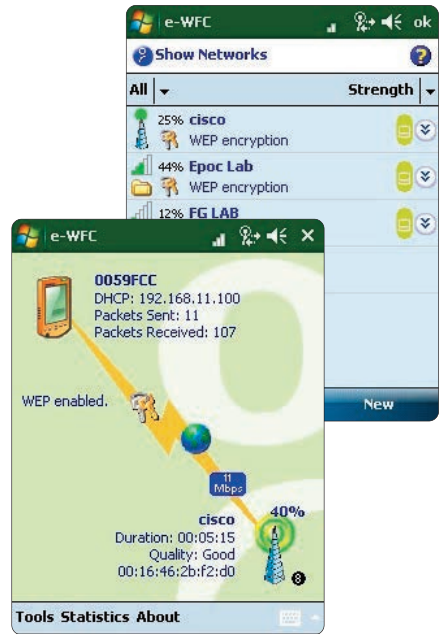 e-WFC
ok
Show Networks
?
All
Strength
25% cisco
WEP encryption
44% Epoc Lab
WEP encryption
12% FG LAB
New
e-WFC
0059FCC
DHCP: 192.168.11.100
Packets Sent: 11
Packets Received: 107
WEP enabled.
11
Mbps
40%
cisco
Duration: 00:05:15
Quality: Good
00:16:46:2b:f2:d0
8
Tools Statistics About